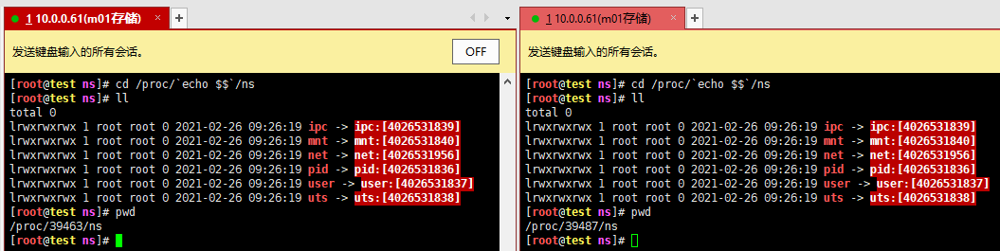 1 10.0.0.61(m01存储) × +
发送键盘输入的所有会话。 OFF
[root@test ns]# cd /proc/`echo $$`/ns
[root@test ns]# ll
total 0
lrwxrwxrwx 1 root root 0 2021-02-26 09:26:19 ipc -> ipc:[4026531839]
lrwxrwxrwx 1 root root 0 2021-02-26 09:26:19 mnt -> mnt:[4026531840]
lrwxrwxrwx 1 root root 0 2021-02-26 09:26:19 net -> net:[4026531956]
lrwxrwxrwx 1 root root 0 2021-02-26 09:26:19 pid -> pid:[4026531836]
lrwxrwxrwx 1 root root 0 2021-02-26 09:26:19 user -> user:[4026531837]
lrwxrwxrwx 1 root root 0 2021-02-26 09:26:19 uts -> uts:[4026531838]
[root@test ns]# pwd
/proc/39463/ns
[root@test ns]#
1 10.0.0.61(m01存储) × +
发送键盘输入的所有会话。
[root@test ns]# cd /proc/`echo $$`/ns
[root@test ns]# ll
total 0
lrwxrwxrwx 1 root root 0 2021-02-26 09:26:19 ipc -> ipc:[4026531839]
lrwxrwxrwx 1 root root 0 2021-02-26 09:26:19 mnt -> mnt:[4026531840]
lrwxrwxrwx 1 root root 0 2021-02-26 09:26:19 net -> net:[4026531956]
lrwxrwxrwx 1 root root 0 2021-02-26 09:26:19 pid -> pid:[4026531836]
lrwxrwxrwx 1 root root 0 2021-02-26 09:26:19 user -> user:[4026531837]
lrwxrwxrwx 1 root root 0 2021-02-26 09:26:19 uts -> uts:[4026531838]
[root@test ns]# pwd
/proc/39487/ns
[root@test ns]#